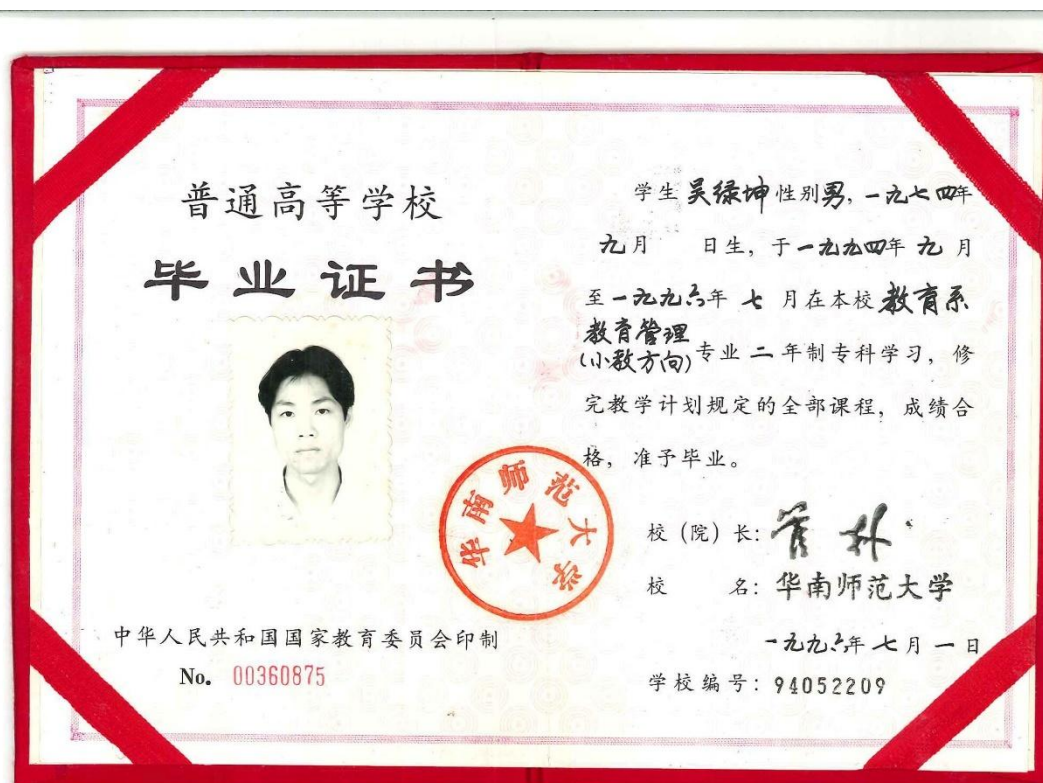 普通高等学校
毕业证书
中华人民共和国国家教育委员会印制
No. 00360875
学生 吴绿坤 性别男，一九七四年
九月 日生，于一九九四年 九 月
至一九九六年 七 月在本校 教育系
教育管理
(小教方向) 专业 二 年制专科学习，修
完教学计划规定的全部课程，成绩合
格，准予毕业。
华南师范大学
校（院）长：管林
校 名：华南师范大学
一九九六年 七 月 一 日
学校编号：94052209